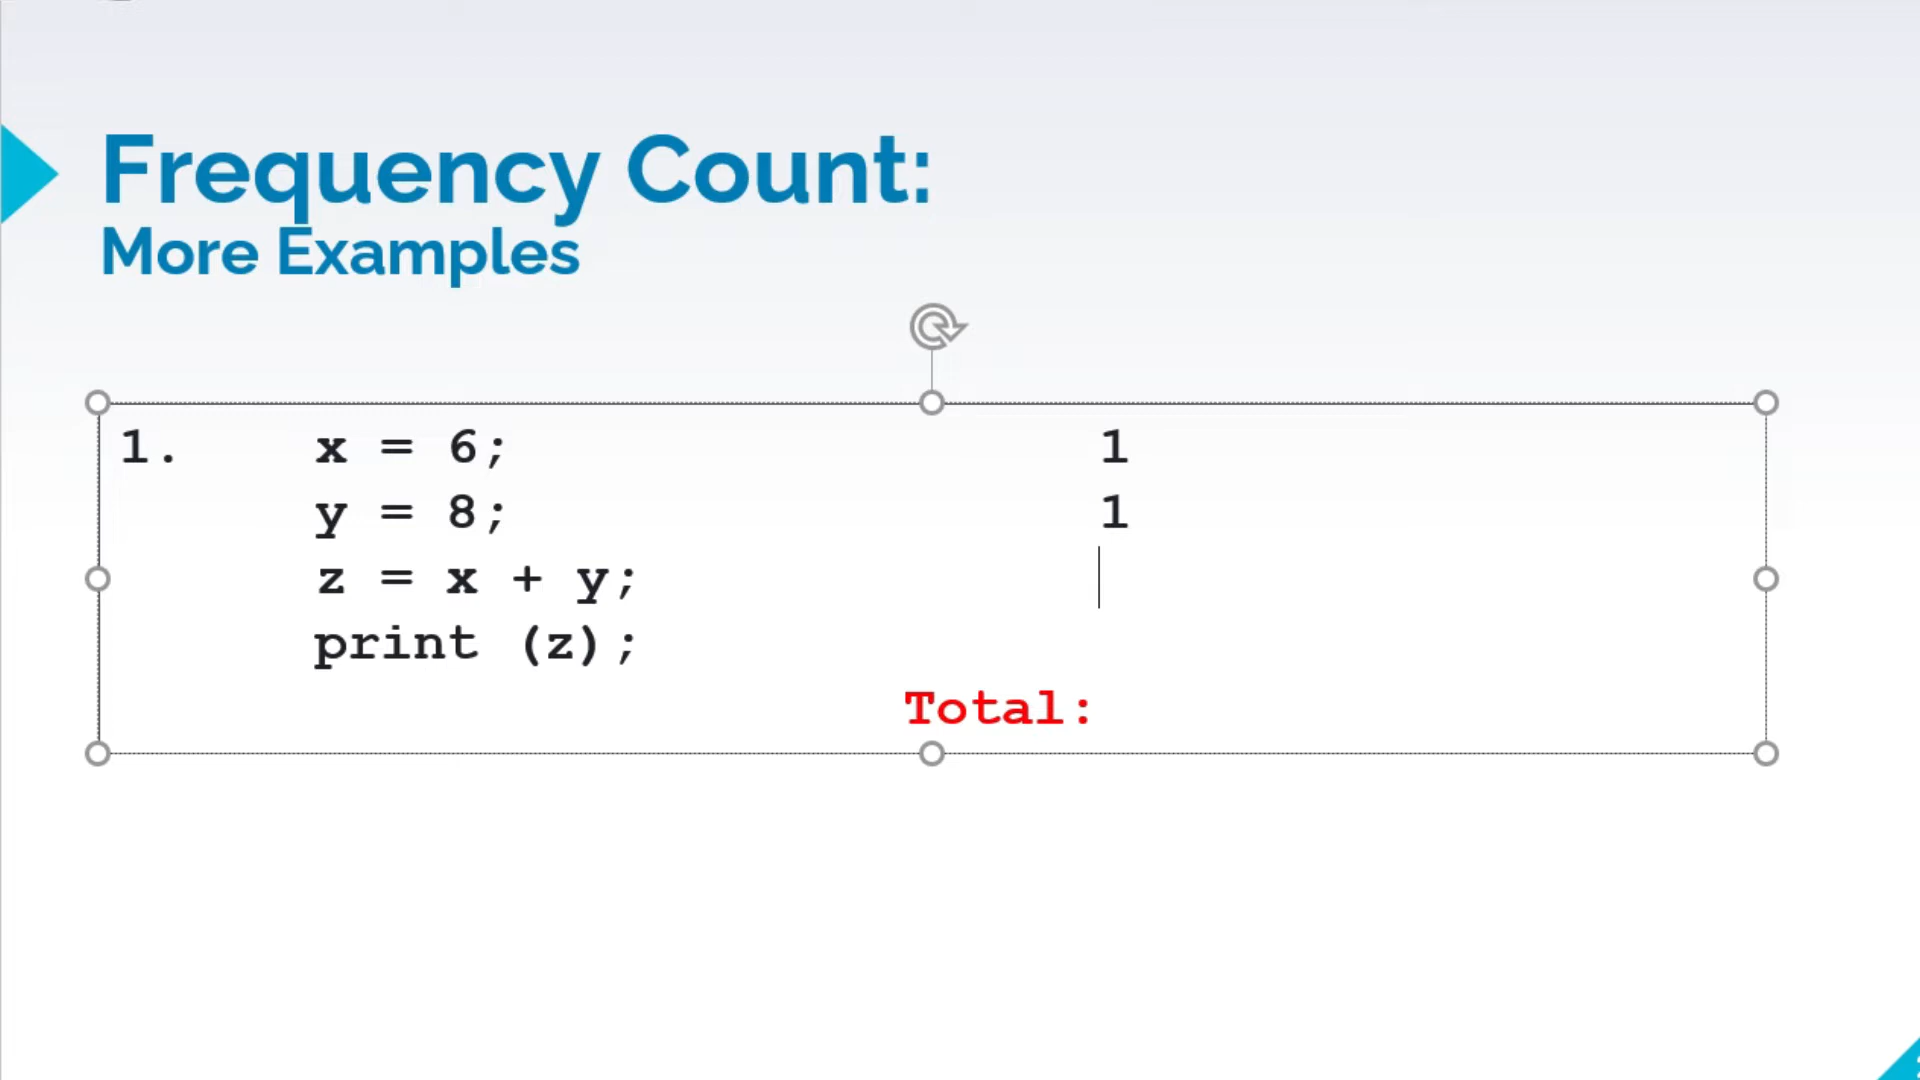 Frequency Count:
More Examples
1. x = 6; 1
y = 8; 1
z = x + y;
print (z);
Total: